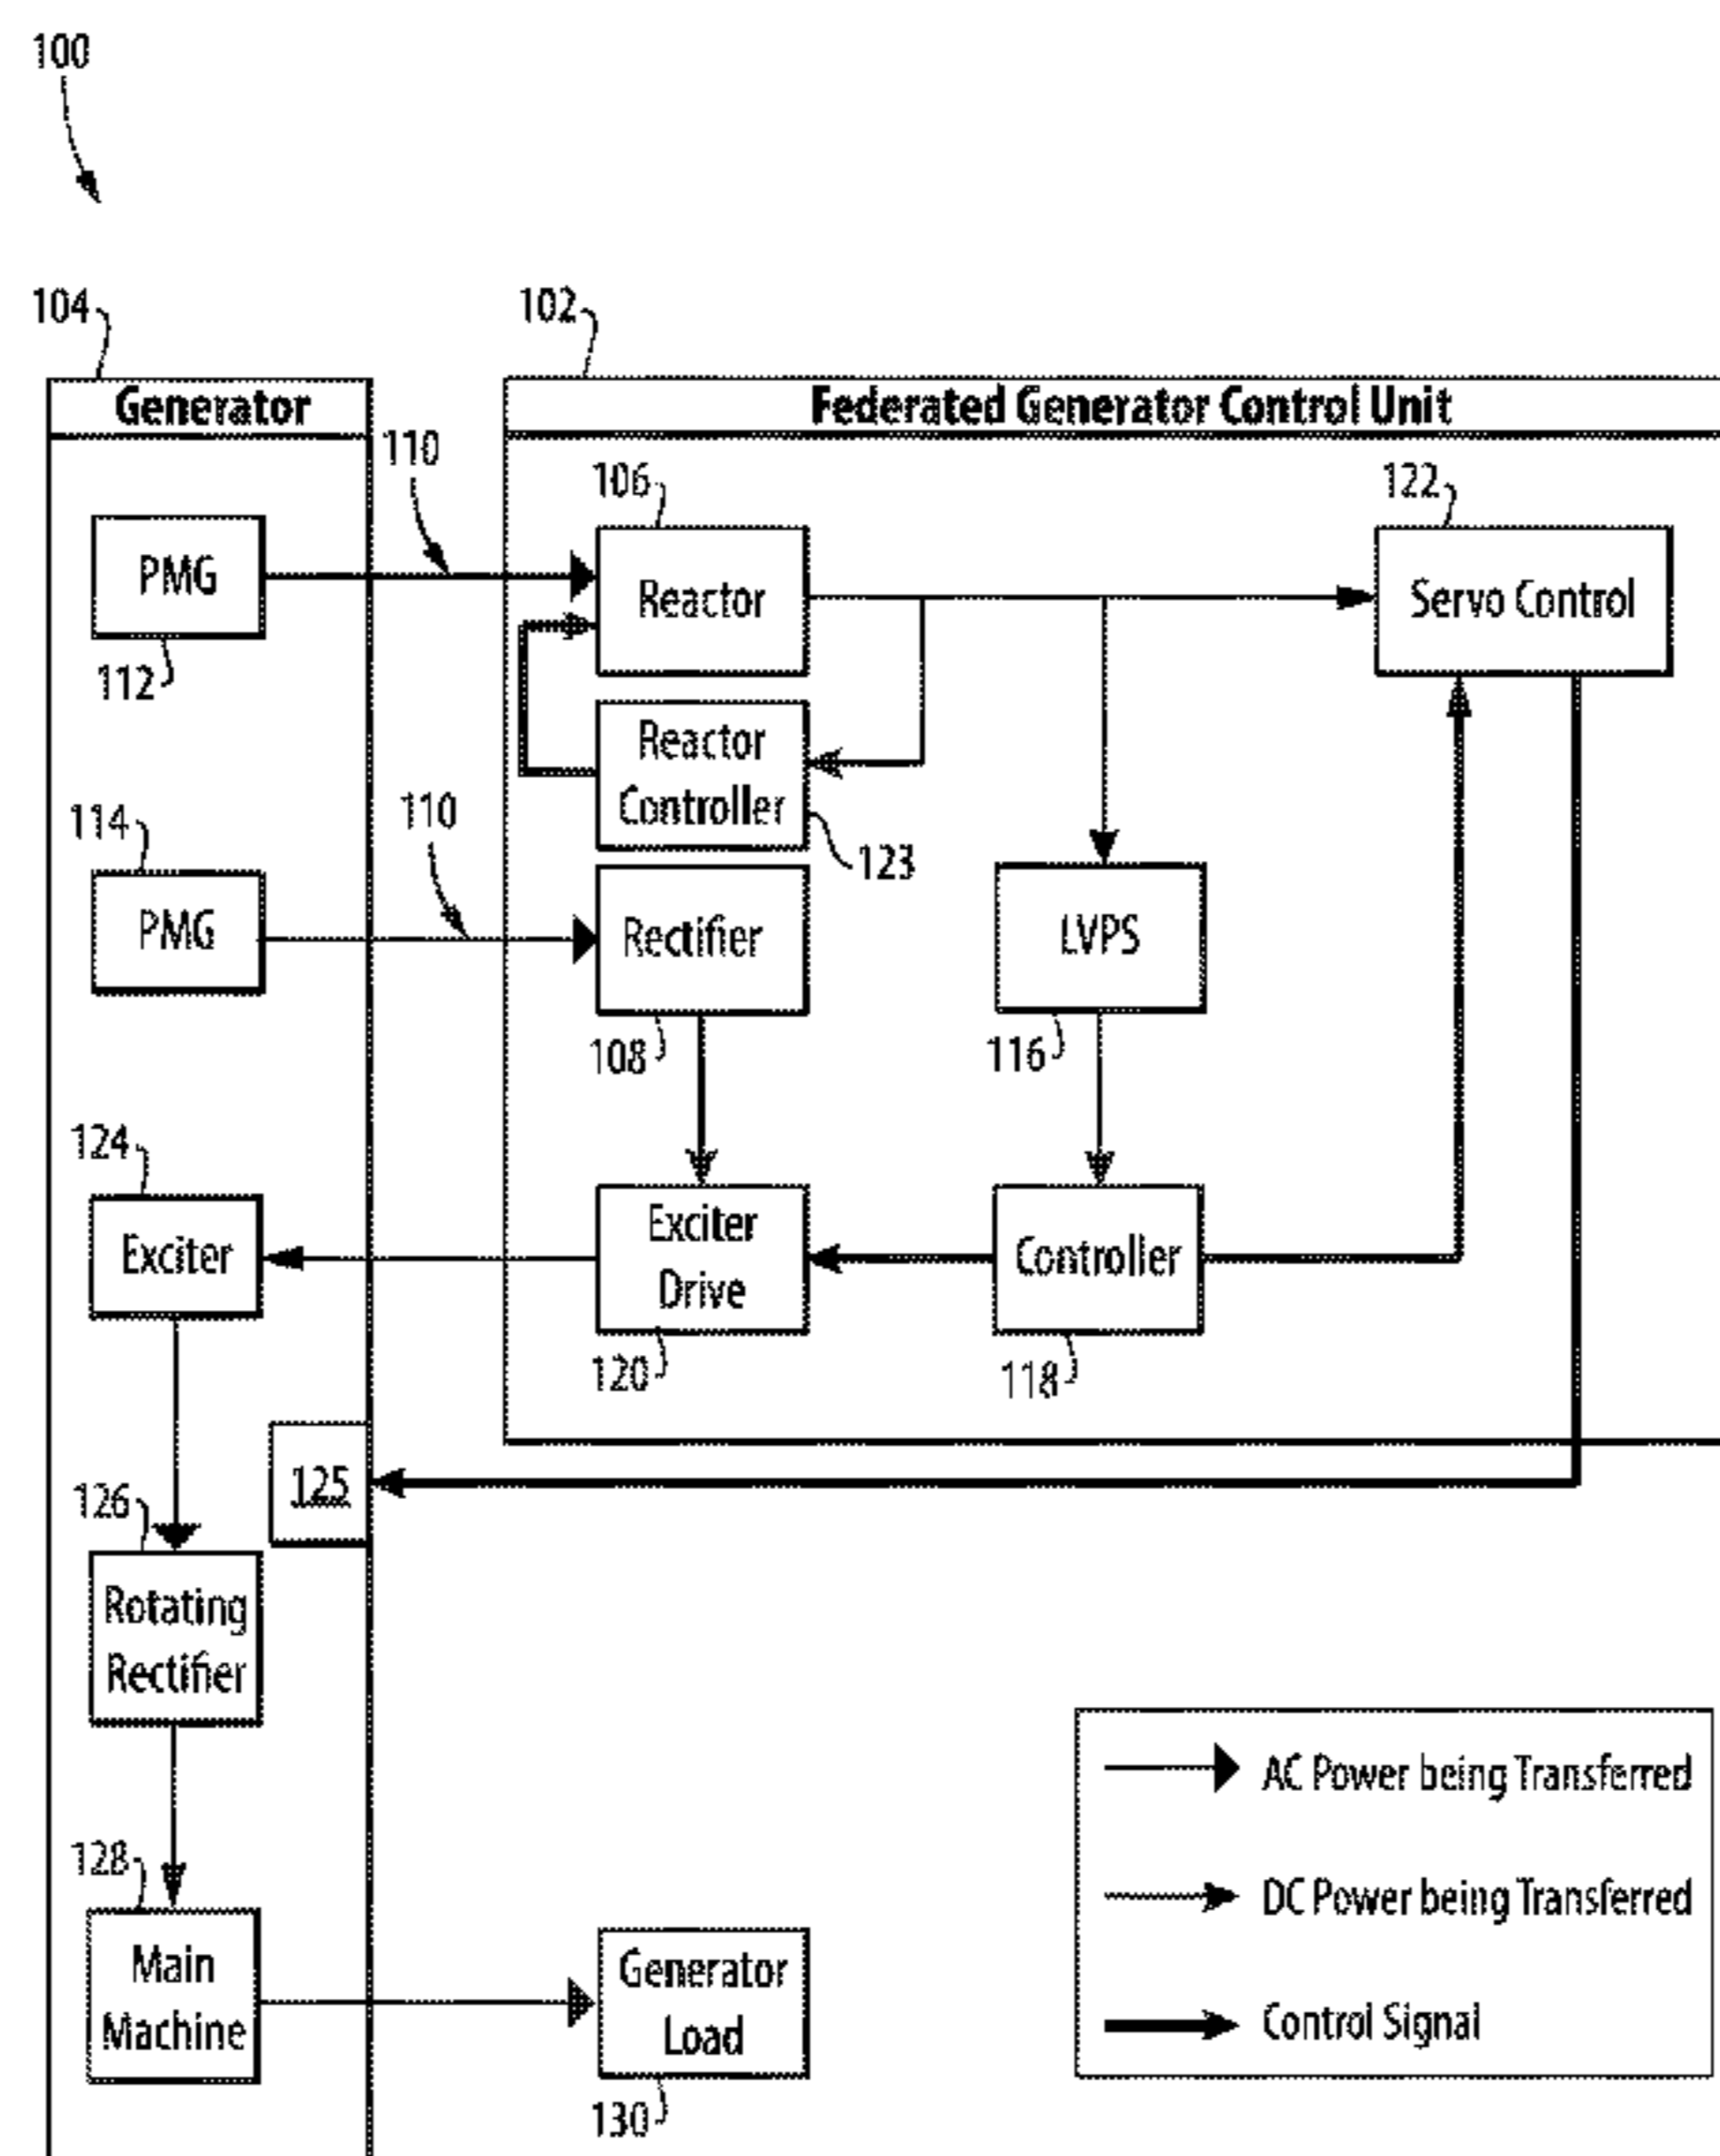 100
104
102
Generator
Federated Generator Control Unit
110
106
122
PMG
Reactor
Servo Control
112
Reactor
Controller
110
114
123
PMG
Rectifier
LVPS
108
116
124
Exciter
Exciter
Drive
Controller
120
118
125
126
Rotating
Rectifier
AC Power being Transferred
128
DC Power being Transferred
Main
Machine
Generator
Load
Control Signal
130